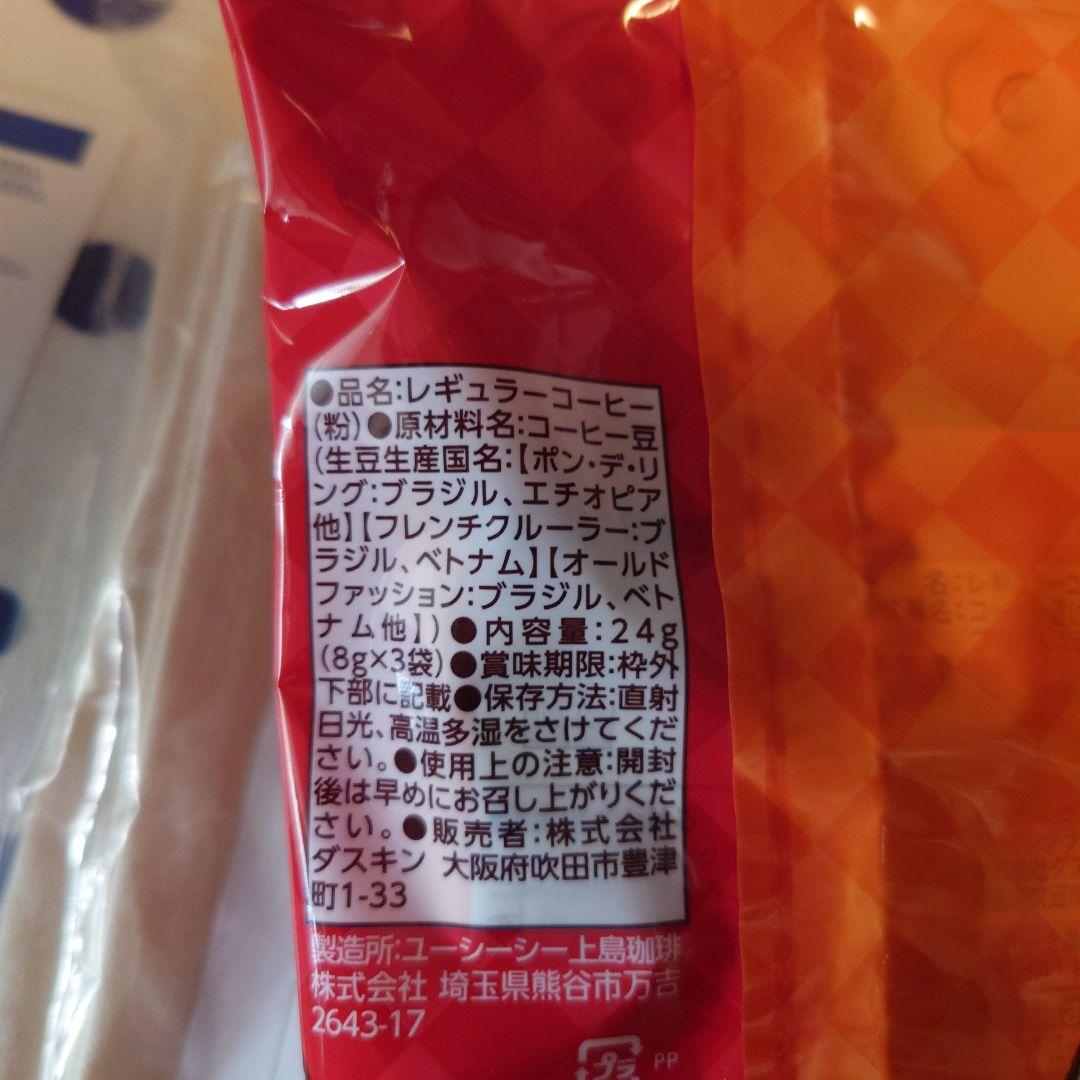 ●品名:レギュラーコーヒー
(粉)●原材料名:コーヒー豆
(生豆生産国名:【ポン・デ・リ
ング:ブラジル、エチオピア
他】【フレンチクルーラー:ブ
ラジル、ベトナム】【オールド
ファッション:ブラジル、ベト
ナム他】)●内容量:24g
(8g×3袋)●賞味期限:枠外
下部に記載●保存方法:直射
日光、高温多湿をさけてくだ
さい。●使用上の注意:開封
後は早めにお召し上がりくだ
さい。●販売者:株式会社
ダスキン 大阪府吹田市豊津
町1-33
製造所:ユーシーシー上島珈琲
株式会社 埼玉県熊谷市万吉
2643-17
プラ PP